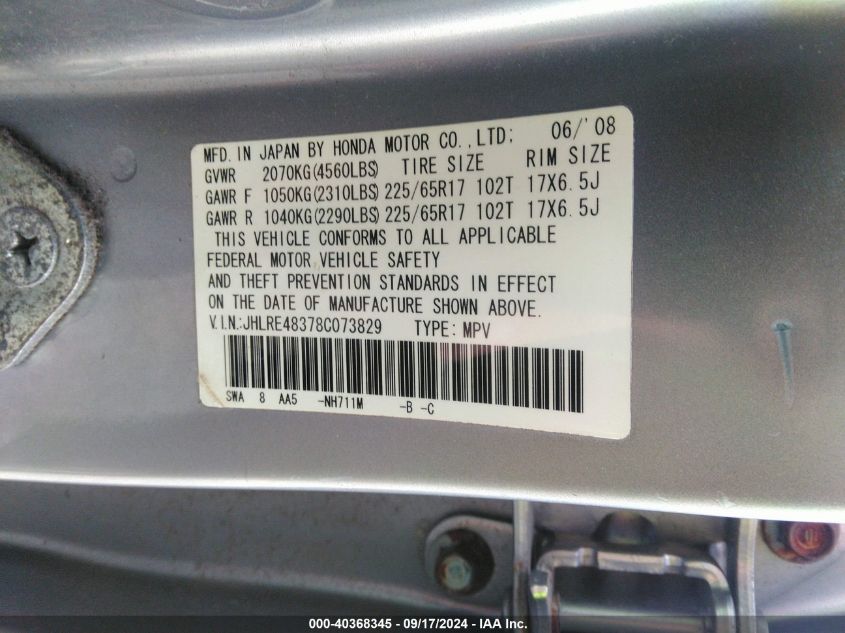 MFD. IN JAPAN BY HONDA MOTOR CO.,LTD; 06/'08
GVWR 2070KG(4560LBS) TIRE SIZE RIM SIZE
GAWR F 1050KG(2310LBS) 225/65R17 102T 17X6.5J
GAWR R 1040KG(2290LBS) 225/65R17 102T 17X6.5J
THIS VEHICLE CONFORMS TO ALL APPLICABLE
FEDERAL MOTOR VEHICLE SAFETY
AND THEFT PREVENTION STANDARDS IN EFFECT
ON THE DATE OF MANUFACTURE SHOWN ABOVE.
V.I.N.:JHLRE48378C073829 TYPE: MPV
SWA 8 AA5 -NH711M -B -C
000-40368345 - 09/17/2024 - IAA Inc.